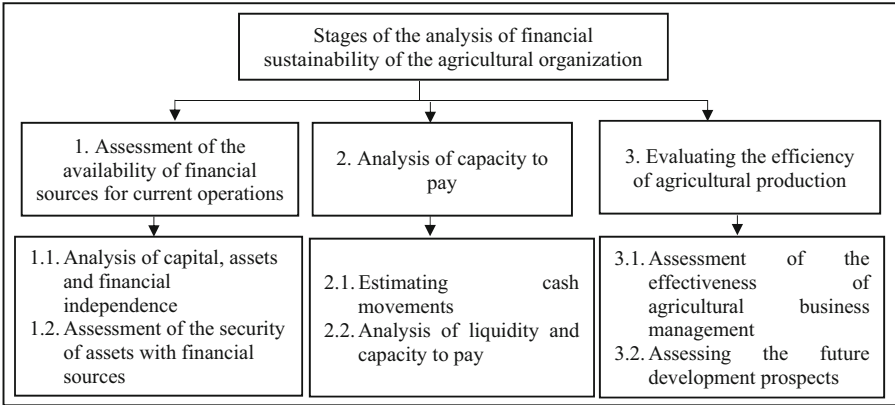 Stages of the analysis of financial
sustainability of the agricultural organization
1. Assessment of the
availability of financial
sources for current operations
2. Analysis of capacity to
pay
3. Evaluating the efficiency
of agricultural production
1.1. Analysis of capital, assets
and financial
independence
1.2. Assessment of the security
of assets with financial
sources
2.1. Estimating cash
movements
2.2. Analysis of liquidity and
capacity to pay
3.1. Assessment of the
effectiveness of
agricultural business
management
3.2. Assessing the future
development prospects